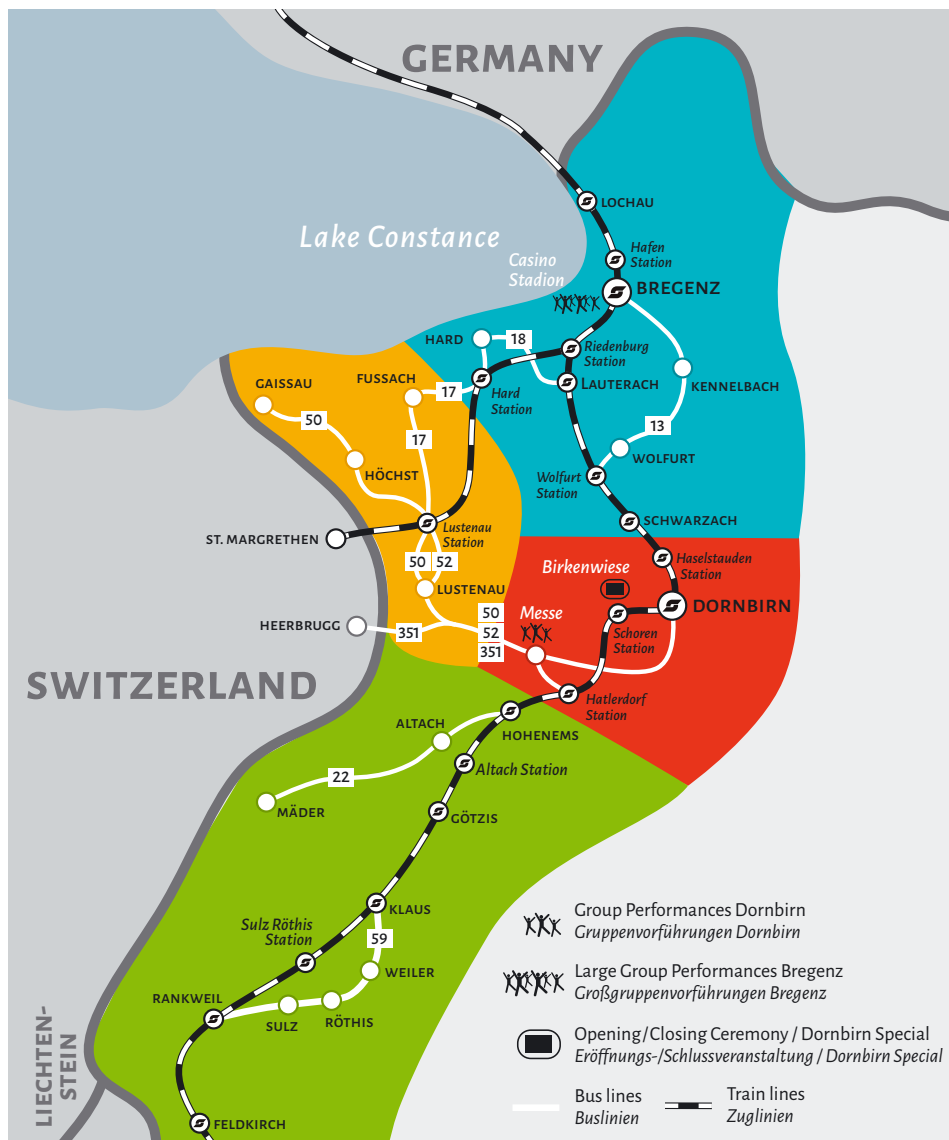 GERMANY
LOCHAU
Lake Constance
Hafen
Station
Casino
Stadion
BREGENZ
HARD
18
Riedenburg
Station
GAISSAU
FUSSACH
17
Hard
Station
LAUTERACH
KENNELBACH
50
17
13
HÖCHST
WOLFURT
Wolfurt
Station
ST. MARGRETHEN
Lustenau
Station
SCHWARZACH
50
52
Birkenwiese
Haselstauden
Station
LUSTENAU
DORNBIRN
HEERBRUGG
351
50
52
351
Messe
Schoren
Station
SWITZERLAND
Hatlerdorf
Station
ALTACH
HOHENEMS
22
Altach Station
MÄDER
GÖTZIS
KLAUS
Sulz Röthis
Station
59
WEILER
RANKWEIL
SULZ
RÖTHIS
LIECHTEN-
STEIN
FELDKIRCH
Group Performances Dornbirn
Gruppenvorführungen Dornbirn
Large Group Performances Bregenz
Großgruppenvorführungen Bregenz
Opening/Closing Ceremony / Dornbirn Special
Eröffnungs-/Schlussveranstaltung / Dornbirn Special
Bus lines
Buslinien
Train lines
Zuglinien